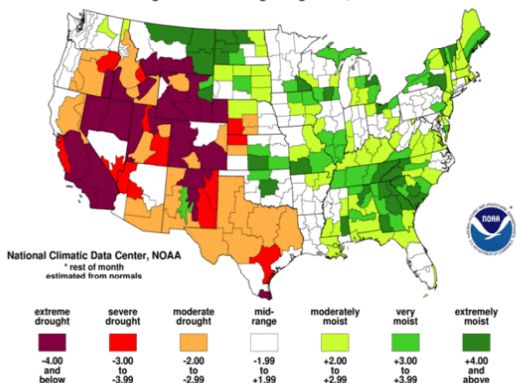 National Climatic Data Center, NOAA
* rest of month
estimated from normals
NOAA
extreme drought
severe drought
moderate drought
mid-range
moderately moist
very moist
extremely moist
-4.00 and below
-3.00 to -3.99
-2.00 to -2.99
-1.99 to +1.99
+2.00 to +2.99
+3.00 to +3.99
+4.00 and above